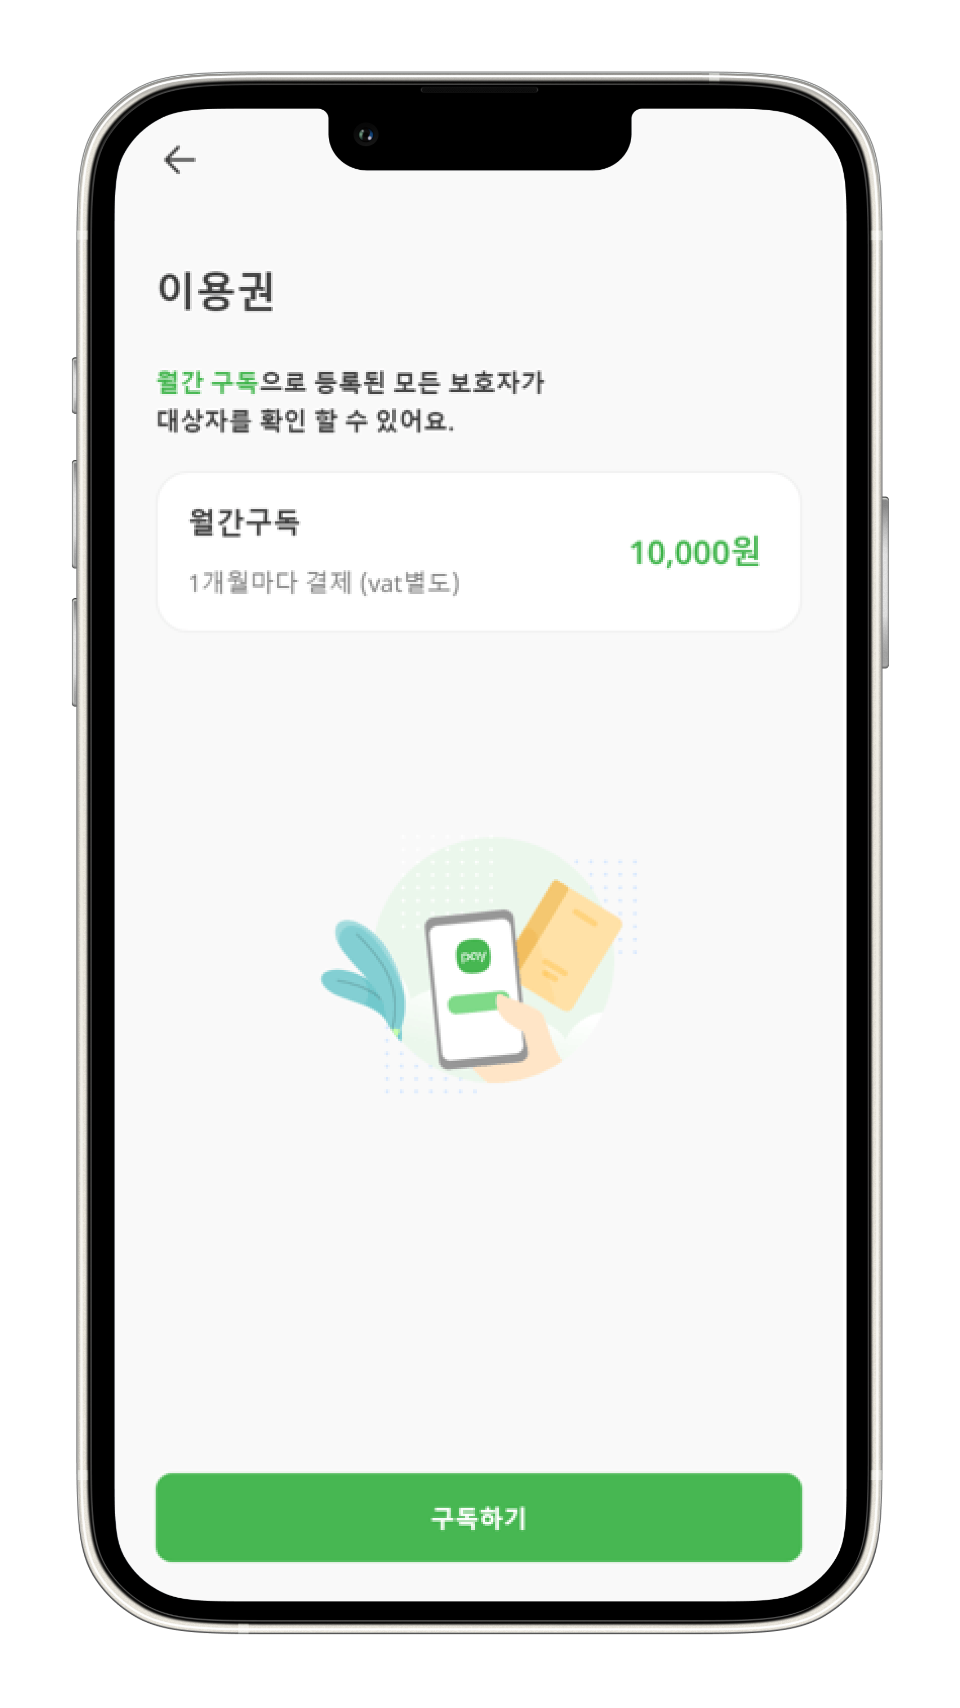 이용권
월간 구독으로 등록된 모든 보호자가
대상자를 확인 할 수 있어요.
월간구독
10,000원
1개월마다 결제 (vat별도)
pay
구독하기